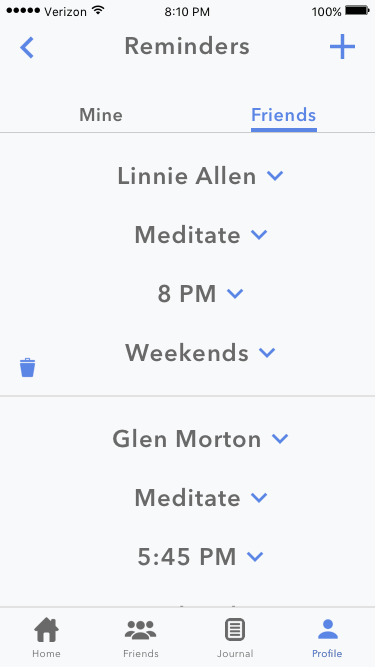 Verizon 8:10 PM 100%
Reminders
Mine Friends
Linnie Allen
Meditate
8 PM
Weekends
Glen Morton
Meditate
5:45 PM
Home Friends Journal Profile